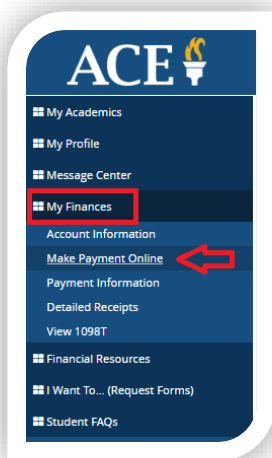 ACE
My Academics
My Profile
Message Center
My Finances
Account Information
Make Payment Online
Payment Information
Detailed Receipts
View 1098T
Financial Resources
I Want To... (Request Forms)
Student FAQs